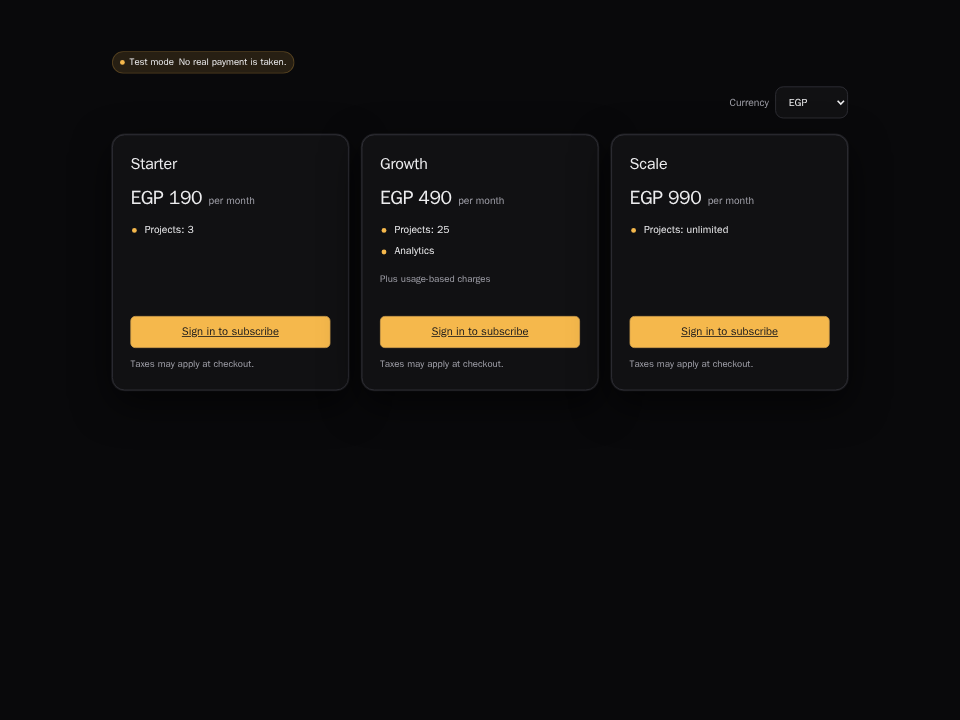 Test mode No real payment is taken.
Currency EGP
Starter
EGP 190 per month
Projects: 3
Sign in to subscribe
Taxes may apply at checkout.
Growth
EGP 490 per month
Projects: 25
Analytics
Plus usage-based charges
Sign in to subscribe
Taxes may apply at checkout.
Scale
EGP 990 per month
Projects: unlimited
Sign in to subscribe
Taxes may apply at checkout.